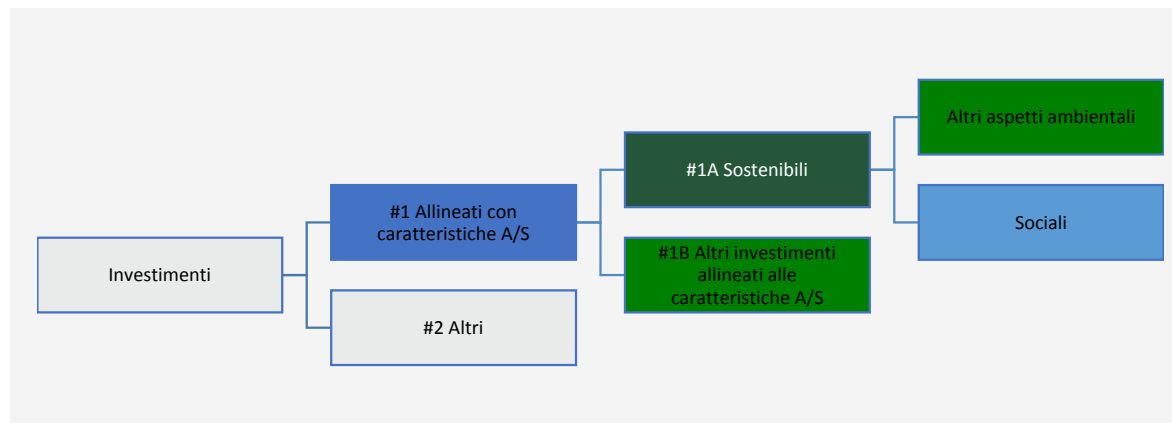 Investimenti
#1 Allineati con
caratteristiche A/S
#2 Altri
#1A Sostenibili
#1B Altri investimenti
allineati alle
caratteristiche A/S
Altri aspetti ambientali
Sociali